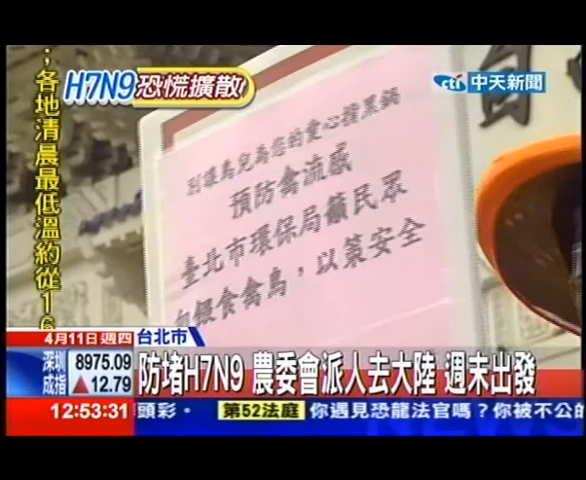 H7N9恐慌擴散!
cti 中天新聞
；各地清晨最低溫約從16
別讓鳥兒為您的愛心揹黑鍋
預防禽流感
臺北市環保局籲民眾
勿餵食禽鳥，以策安全
4月11日 週四 台北市
深圳成指 8975.09 ▲12.79
防堵H7N9 農委會派人去大陸 週末出發
12:53:31 頭彩. 第52法庭 你遇見恐龍法官嗎？你被不公的
NEWS